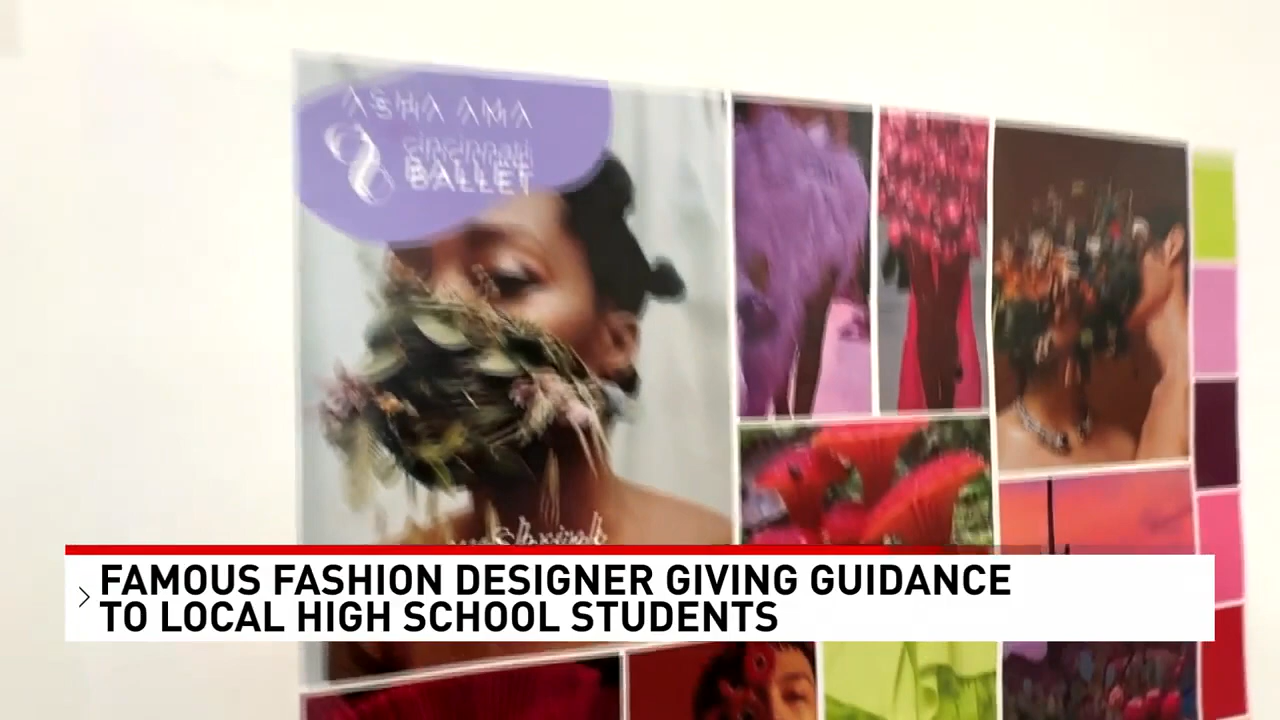 ASHA AMA
cincinnati
BALLET
FAMOUS FASHION DESIGNER GIVING GUIDANCE
TO LOCAL HIGH SCHOOL STUDENTS